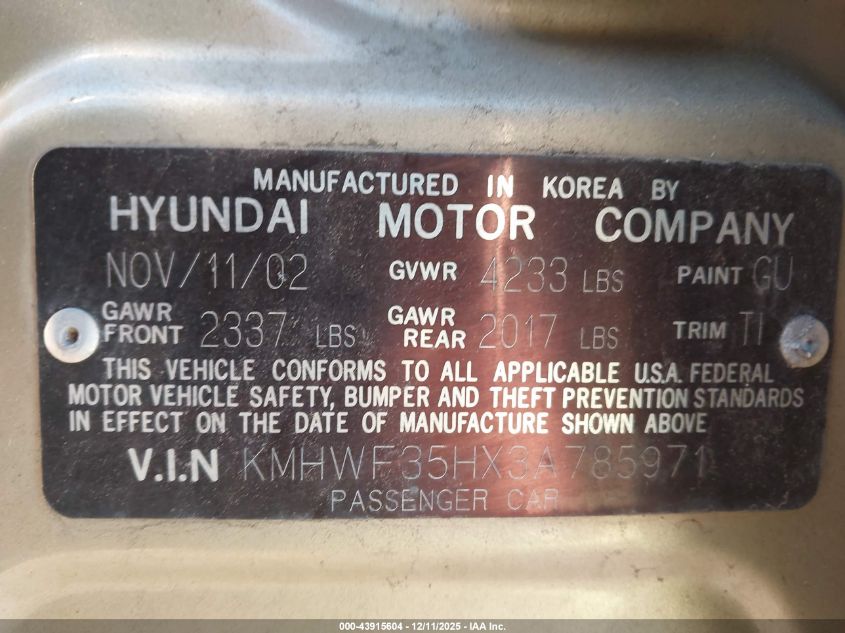 MANUFACTURED IN KOREA BY
HYUNDAI MOTOR COMPANY
NOV/11/02 GVWR 4233 LBS PAINT GU
GAWR FRONT 2337 LBS GAWR REAR 2017 LBS TRIM TI
THIS VEHICLE CONFORMS TO ALL APPLICABLE U.S.A. FEDERAL
MOTOR VEHICLE SAFETY, BUMPER AND THEFT PREVENTION STANDARDS
IN EFFECT ON THE DATE OF MANUFACTURE SHOWN ABOVE
V.I.N KMHWF35HX3A785971
PASSENGER CAR
000-43915604 - 12/11/2025 - IAA Inc.